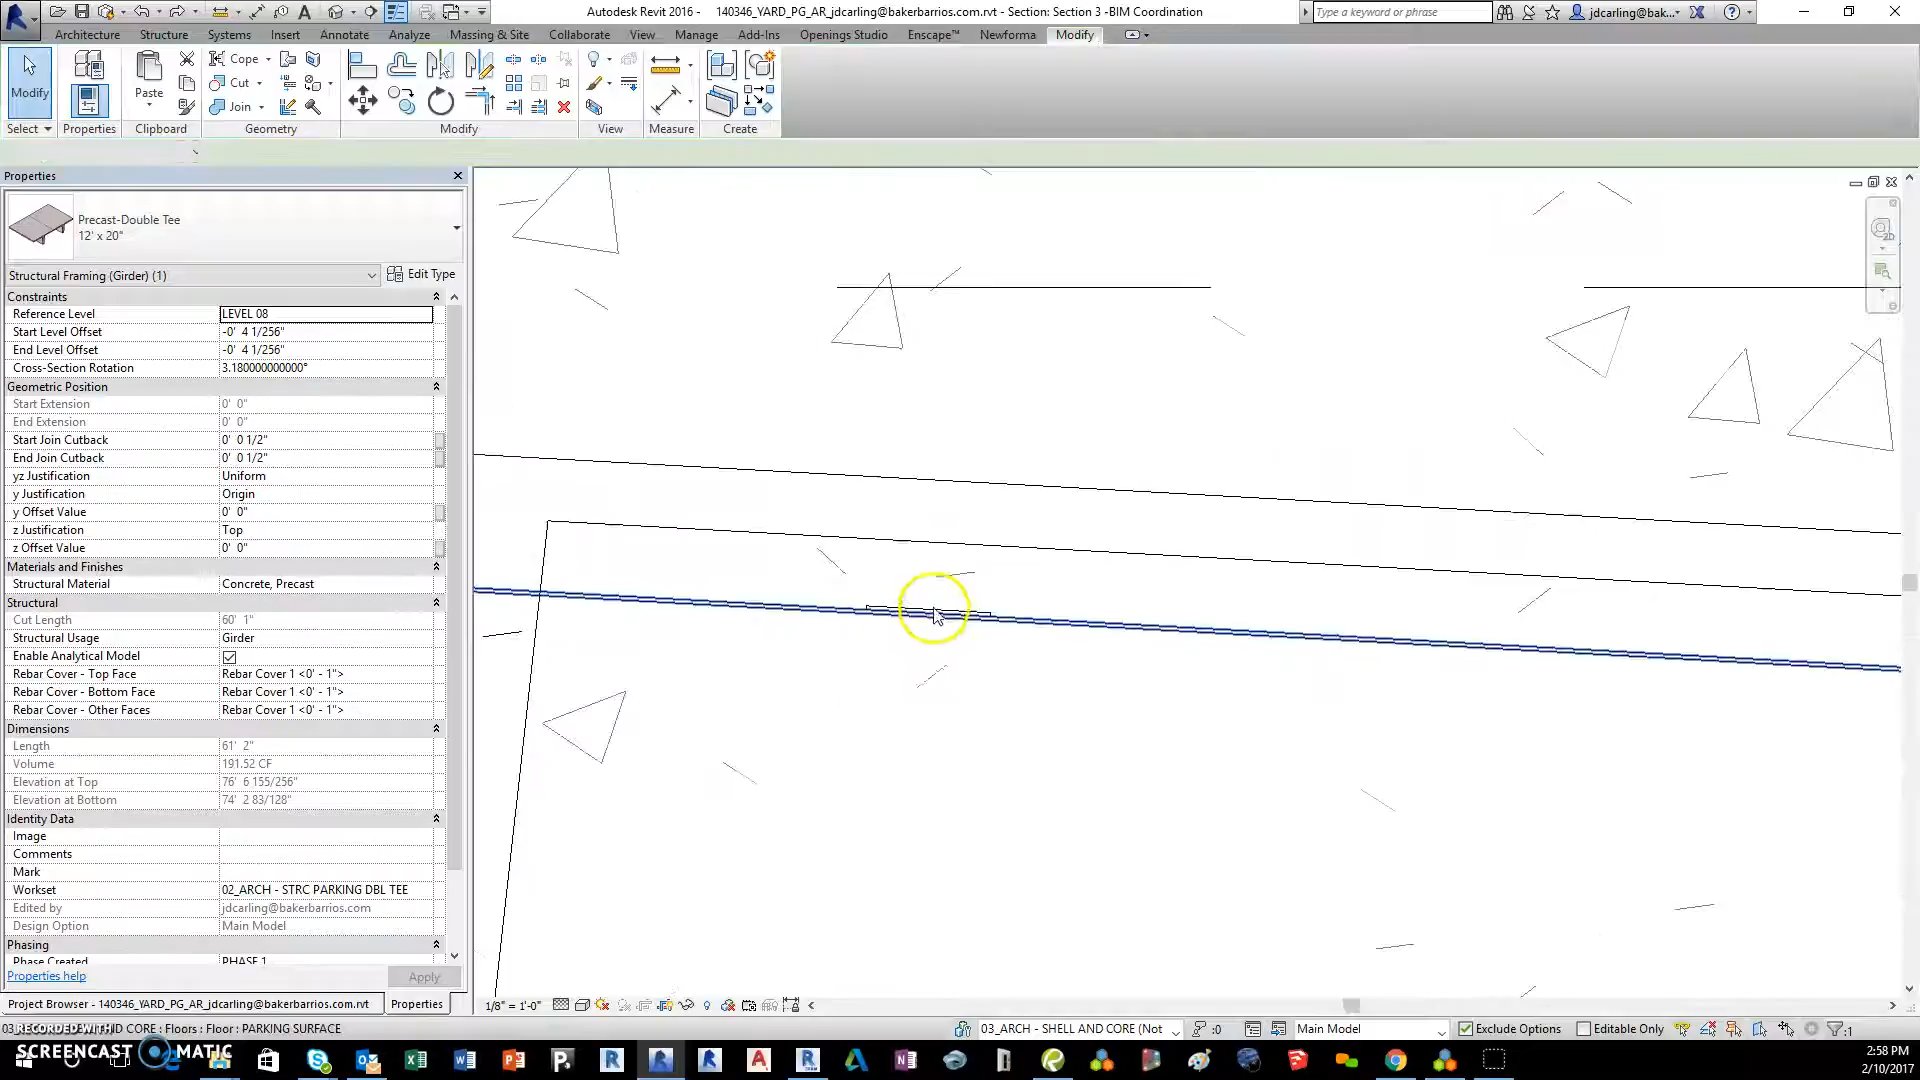 Autodesk Revit 2016 -   140346_YARD_PG_AR_jdcarling@bakerbarrios.com.rvt - Section: Section 3 -BIM Coordination
Type a keyword or phrase
jdcarling@bak...
Architecture Structure Systems Insert Annotate Analyze Massing & Site Collaborate View Manage Add-Ins Openings Studio Enscape™ Newforma Modify
Modify
Paste
Cope
Cut
Join
Select Properties Clipboard Geometry Modify View Measure Create
Properties
Precast-Double Tee
12' x 20"
Structural Framing (Girder) (1)
Edit Type
Constraints
Reference Level LEVEL 08
Start Level Offset -0' 4 1/256"
End Level Offset -0' 4 1/256"
Cross-Section Rotation 3.180000000000°
Geometric Position
Start Extension 0' 0"
End Extension 0' 0"
Start Join Cutback 0' 0 1/2"
End Join Cutback 0' 0 1/2"
yz Justification Uniform
y Justification Origin
y Offset Value 0' 0"
z Justification Top
z Offset Value 0' 0"
Materials and Finishes
Structural Material Concrete, Precast
Structural
Cut Length 60' 1"
Structural Usage Girder
Enable Analytical Model
Rebar Cover - Top Face Rebar Cover 1 <0' - 1">
Rebar Cover - Bottom Face Rebar Cover 1 <0' - 1">
Rebar Cover - Other Faces Rebar Cover 1 <0' - 1">
Dimensions
Length 61' 2"
Volume 191.52 CF
Elevation at Top 76' 6 155/256"
Elevation at Bottom 74' 2 83/128"
Identity Data
Image
Comments
Mark
Workset 02_ARCH - STRC PARKING DBL TEE
Edited by jdcarling@bakerbarrios.com
Design Option Main Model
Phasing
Phase Created PHASE 1
Properties help
Apply
Project Browser - 140346_YARD_PG_AR_jdcarling@bakerbarrios.com.rvt Properties
1/8" = 1'-0"
AND CORE : Floors : Floor : PARKING SURFACE
RECORDED WITH
03_ARCH - SHELL AND CORE (Not
:0
Main Model
Exclude Options
Editable Only
:1
SCREENCAST MATIC
2:58 PM
2/10/2017